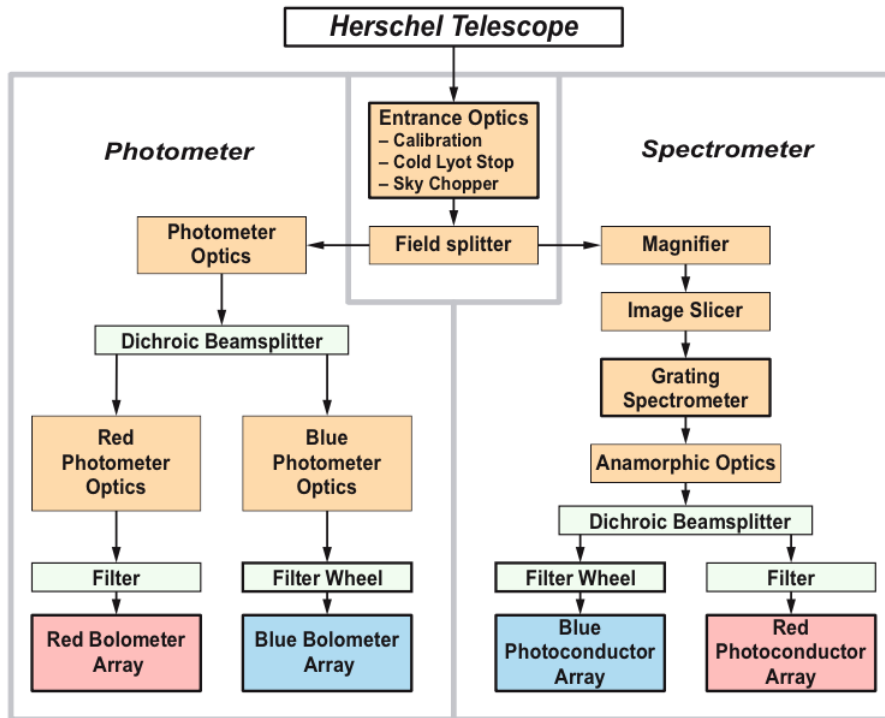 Herschel Telescope
Entrance Optics
– Calibration
– Cold Lyot Stop
– Sky Chopper
Photometer
Spectrometer
Photometer
Optics
Field splitter
Magnifier
Image Slicer
Dichroic Beamsplitter
Grating
Spectrometer
Red
Photometer
Optics
Blue
Photometer
Optics
Anamorphic Optics
Dichroic Beamsplitter
Filter
Filter Wheel
Filter Wheel
Filter
Red Bolometer
Array
Blue Bolometer
Array
Blue
Photoconductor
Array
Red
Photoconductor
Array